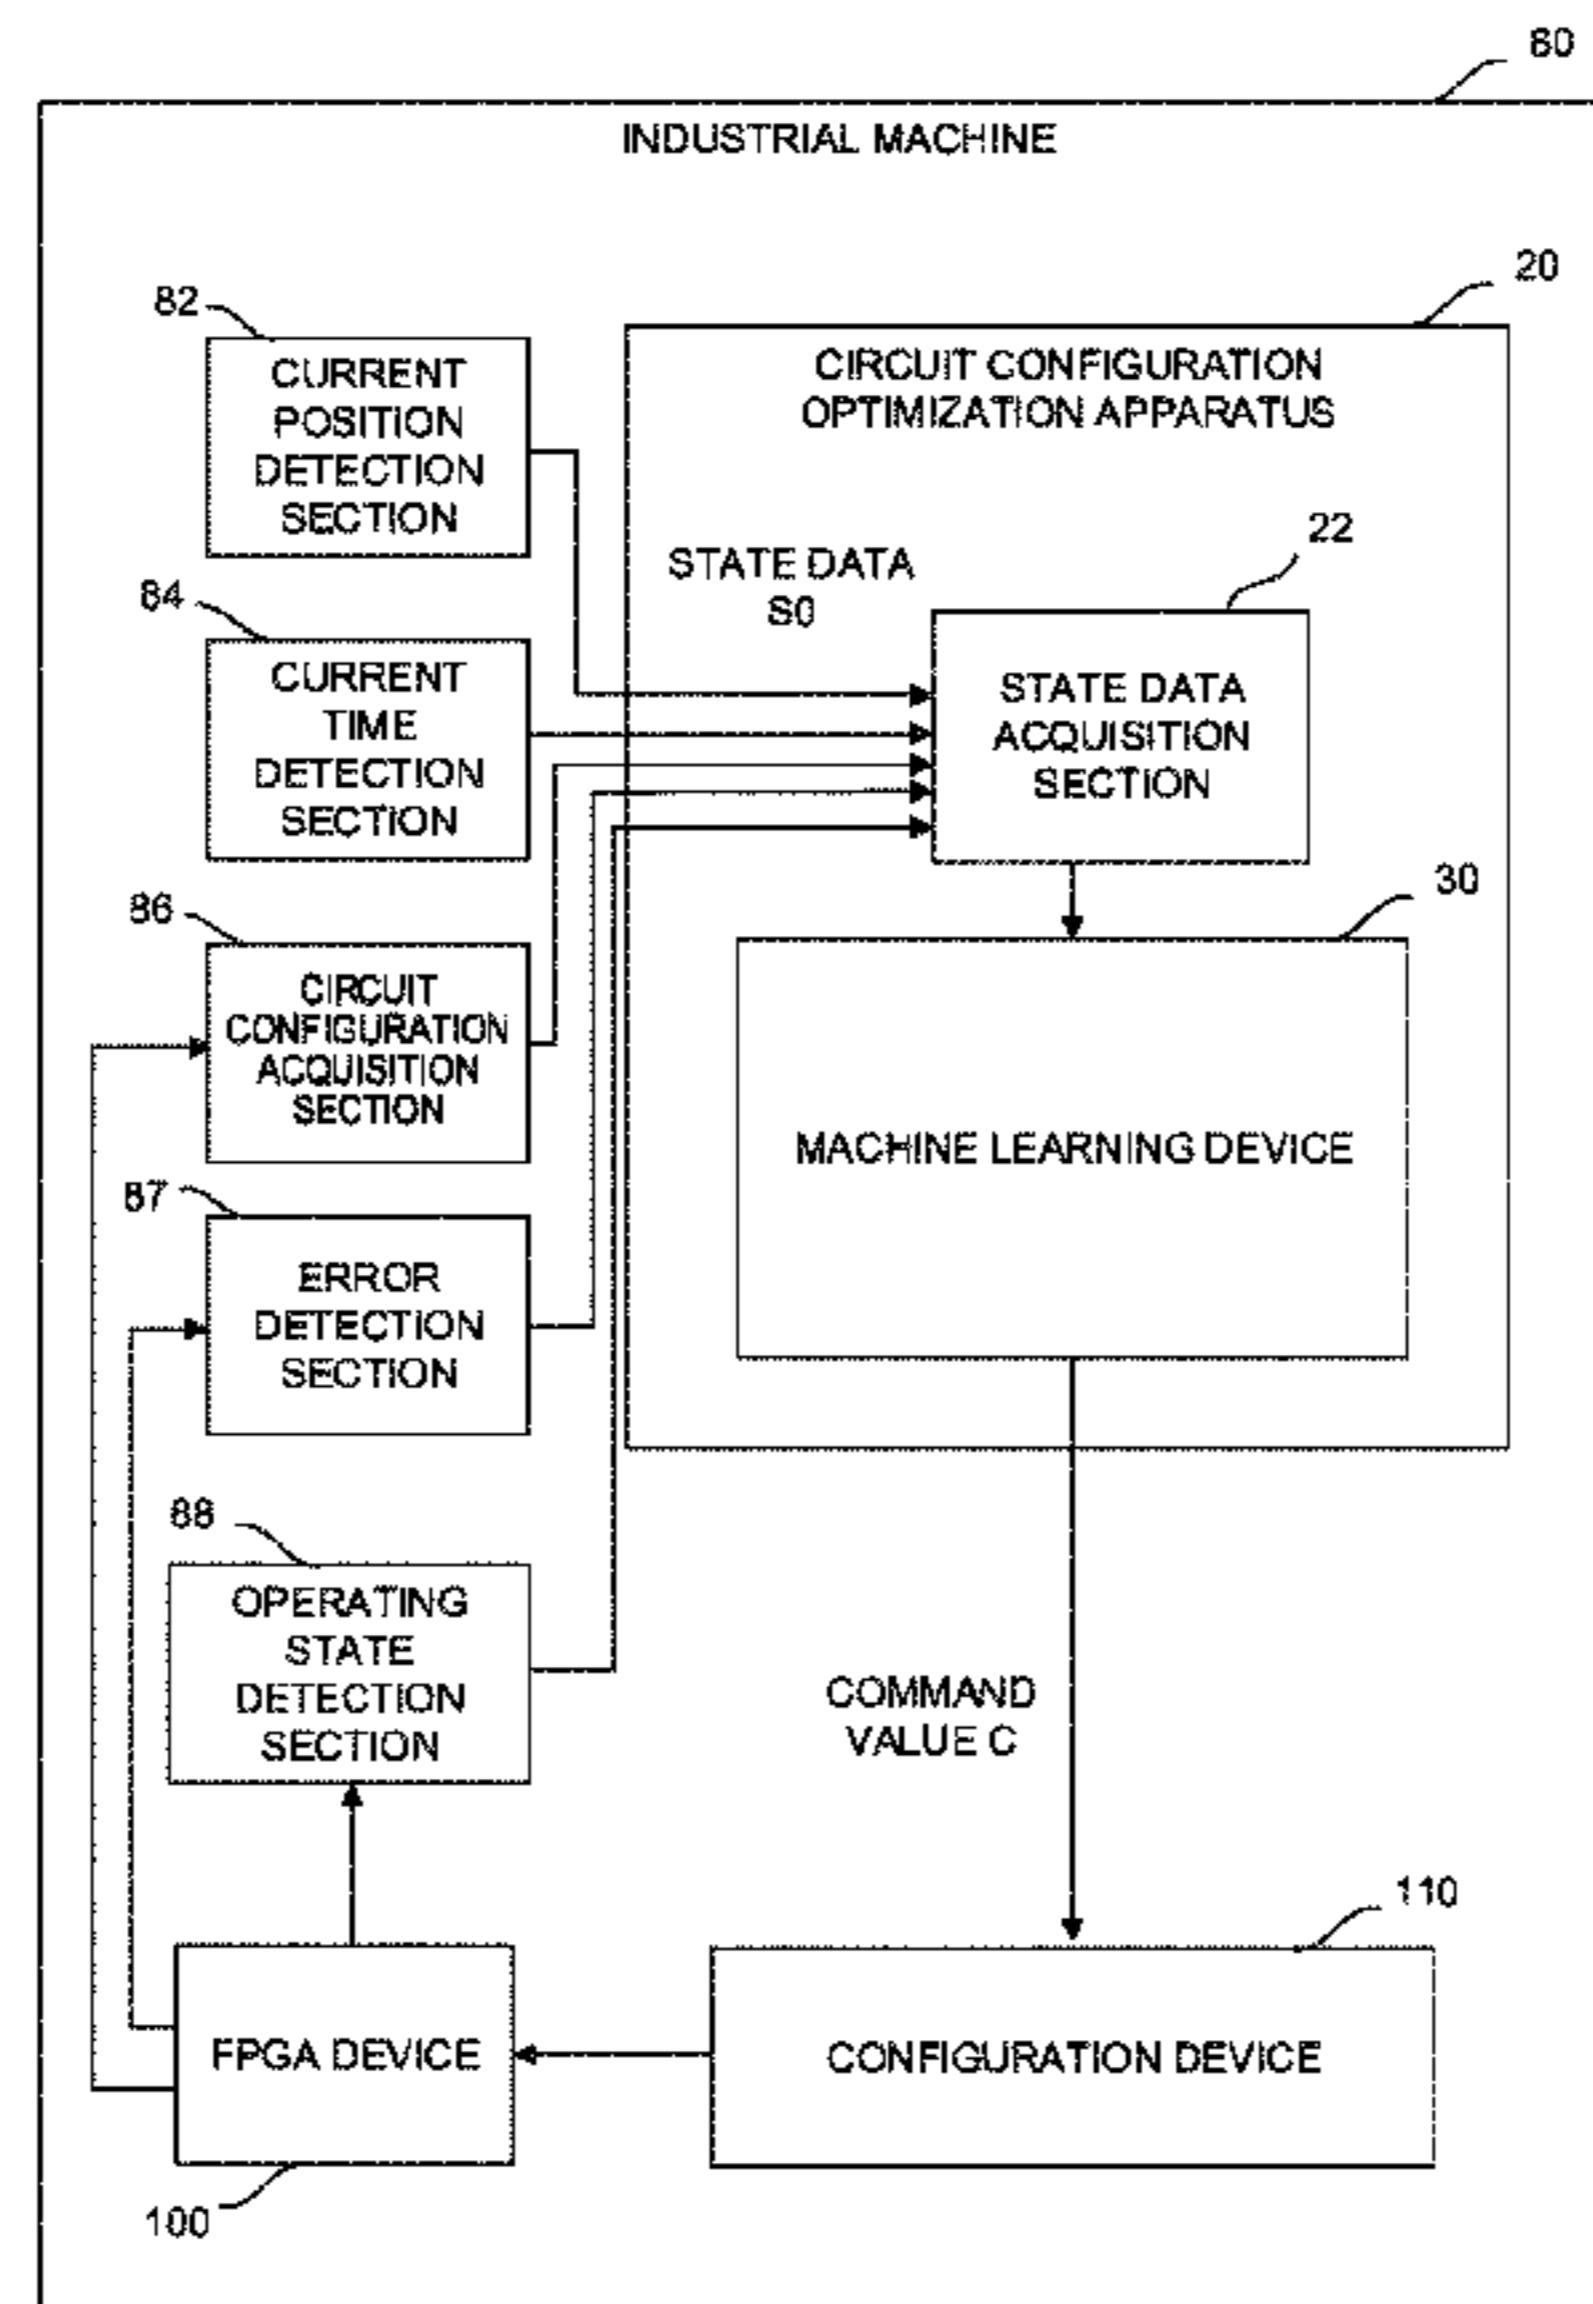 80
INDUSTRIAL MACHINE
20
82
CURRENT
POSITION
DETECTION
SECTION
CIRCUIT CONFIGURATION
OPTIMIZATION APPARATUS
STATE DATA
S0
22
84
CURRENT
TIME
DETECTION
SECTION
STATE DATA
ACQUISITION
SECTION
86
CIRCUIT
CONFIGURATION
ACQUISITION
SECTION
30
MACHINE LEARNING DEVICE
87
ERROR
DETECTION
SECTION
88
OPERATING
STATE
DETECTION
SECTION
COMMAND
VALUE C
110
FPGA DEVICE
CONFIGURATION DEVICE
100